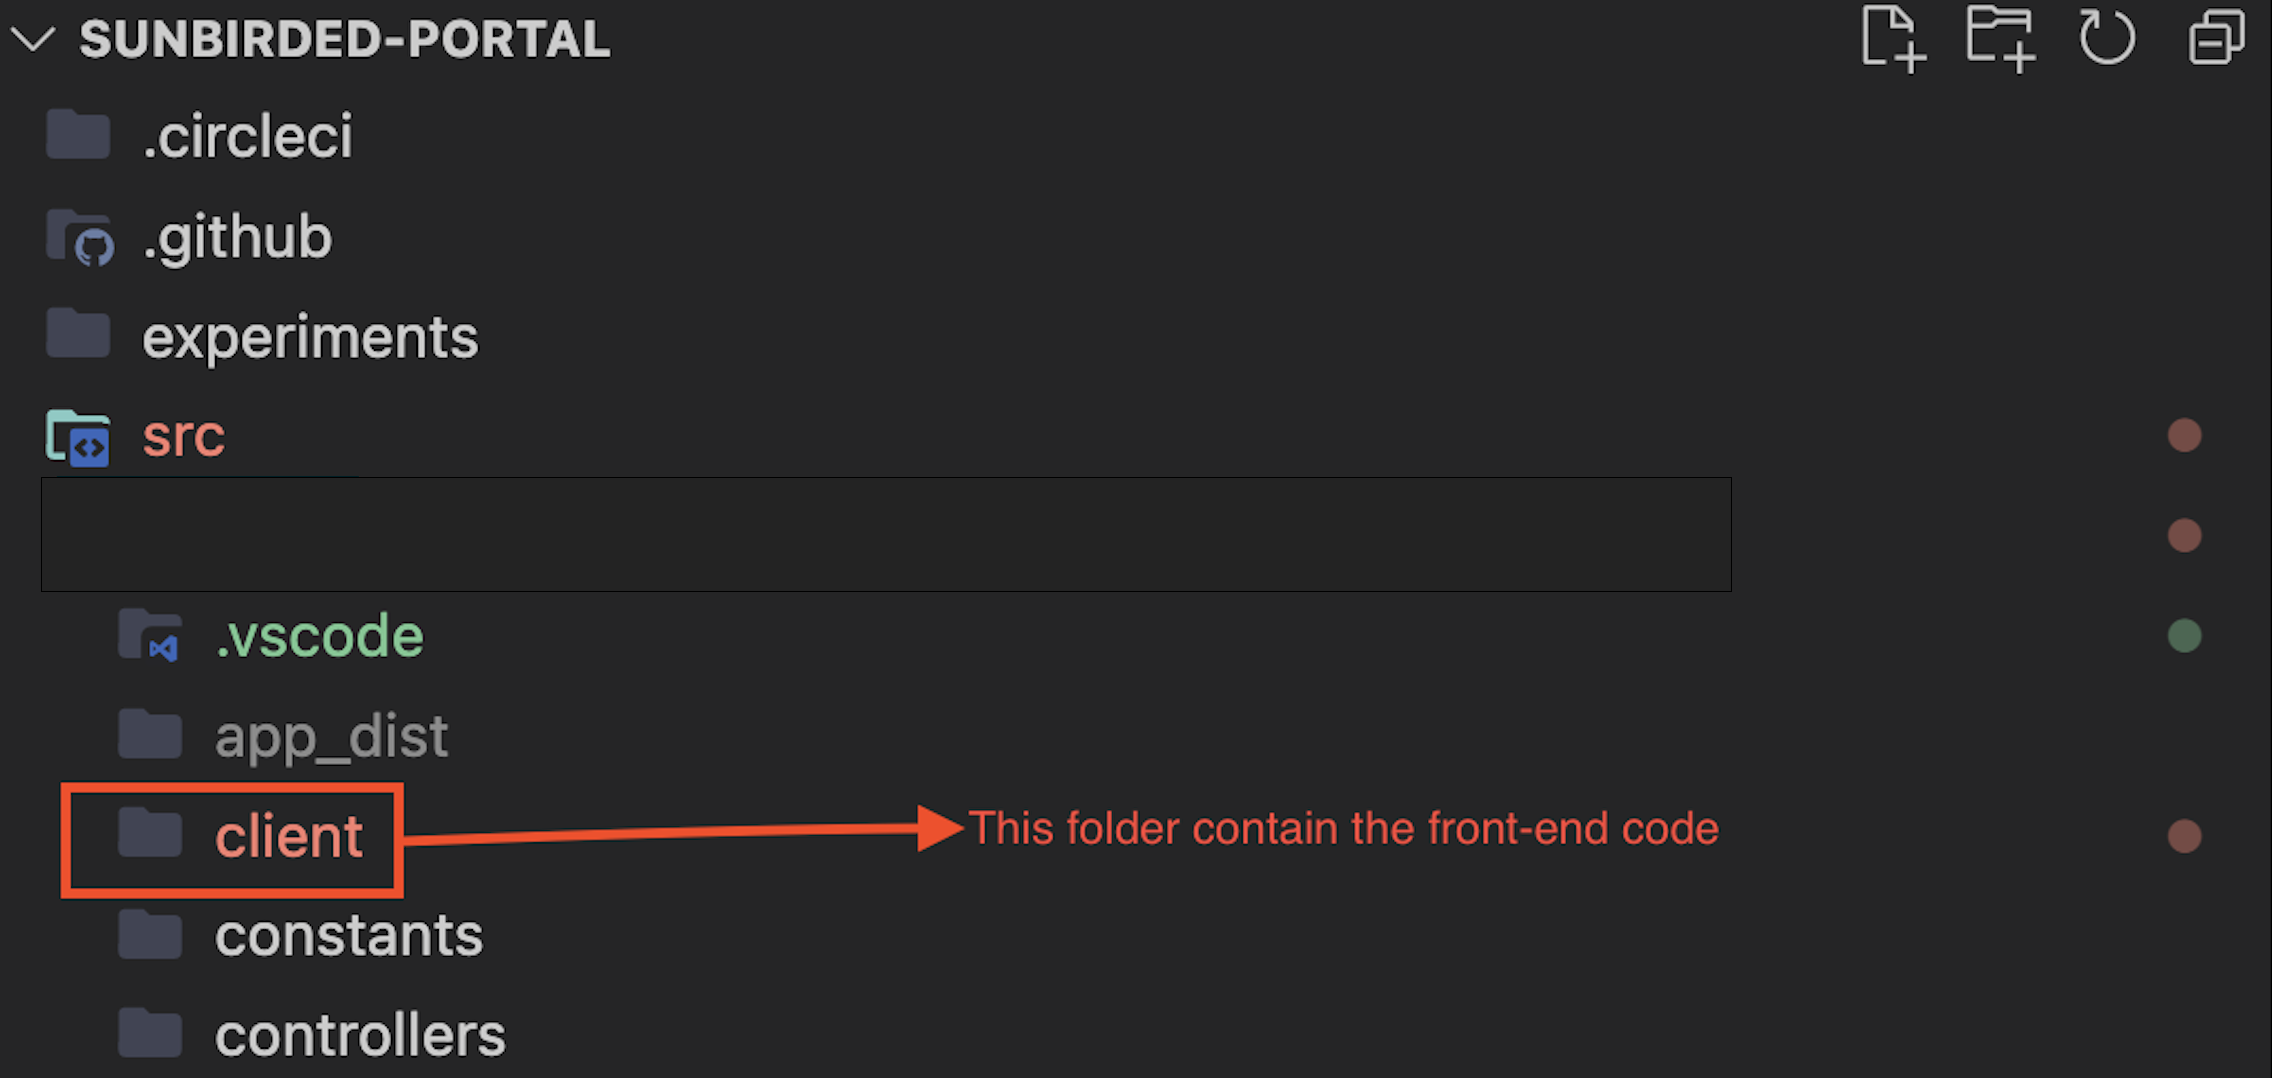 SUNBIRDED-PORTAL
.circleci
.github
experiments
src
.vscode
app_dist
client This folder contain the front-end code
constants
controllers